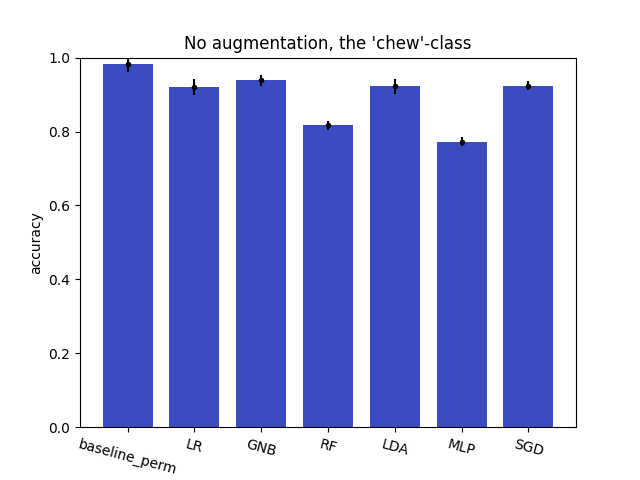 No augmentation, the 'chew'-class
accuracy
1.0
0.8
0.6
0.4
0.2
0.0
baseline_perm
LR
GNB
RF
LDA
MLP
SGD